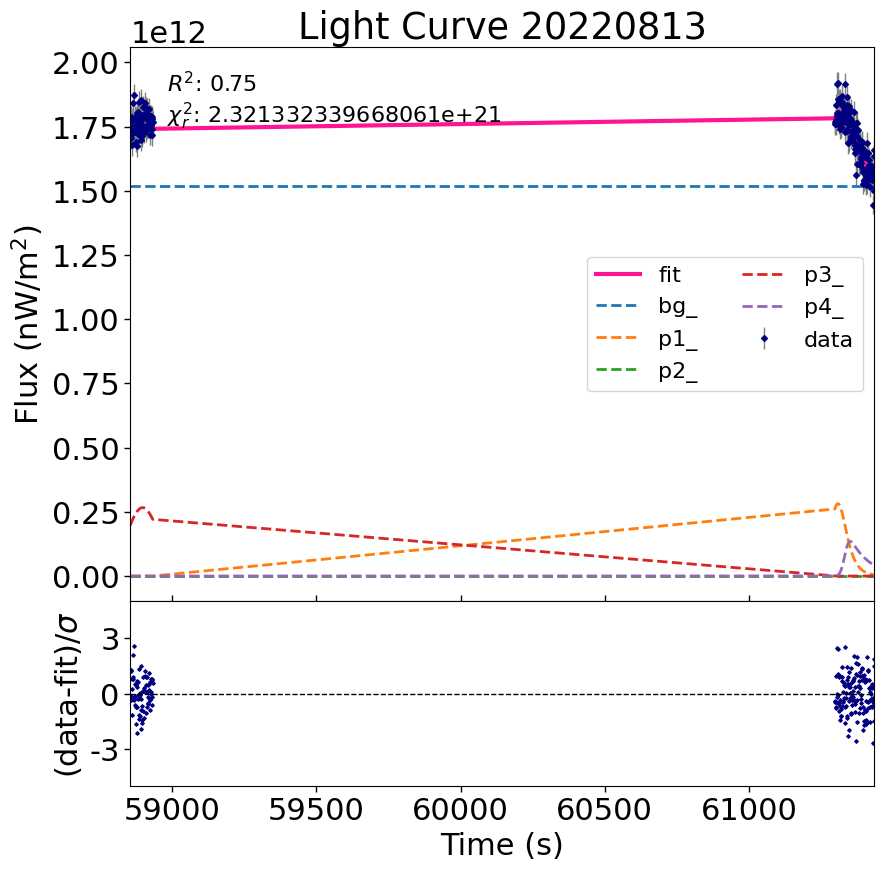 Light Curve 20220813
1e12
R²: 0.75
χ²ᵣ: 2.321332339668061e+21
2.00
1.75
1.50
1.25
1.00
0.75
0.50
0.25
0.00
Flux (nW/m²)
fit
bg_
p1_
p2_
p3_
p4_
data
3
0
-3
(data-fit)/σ
59000 59500 60000 60500 61000
Time (s)